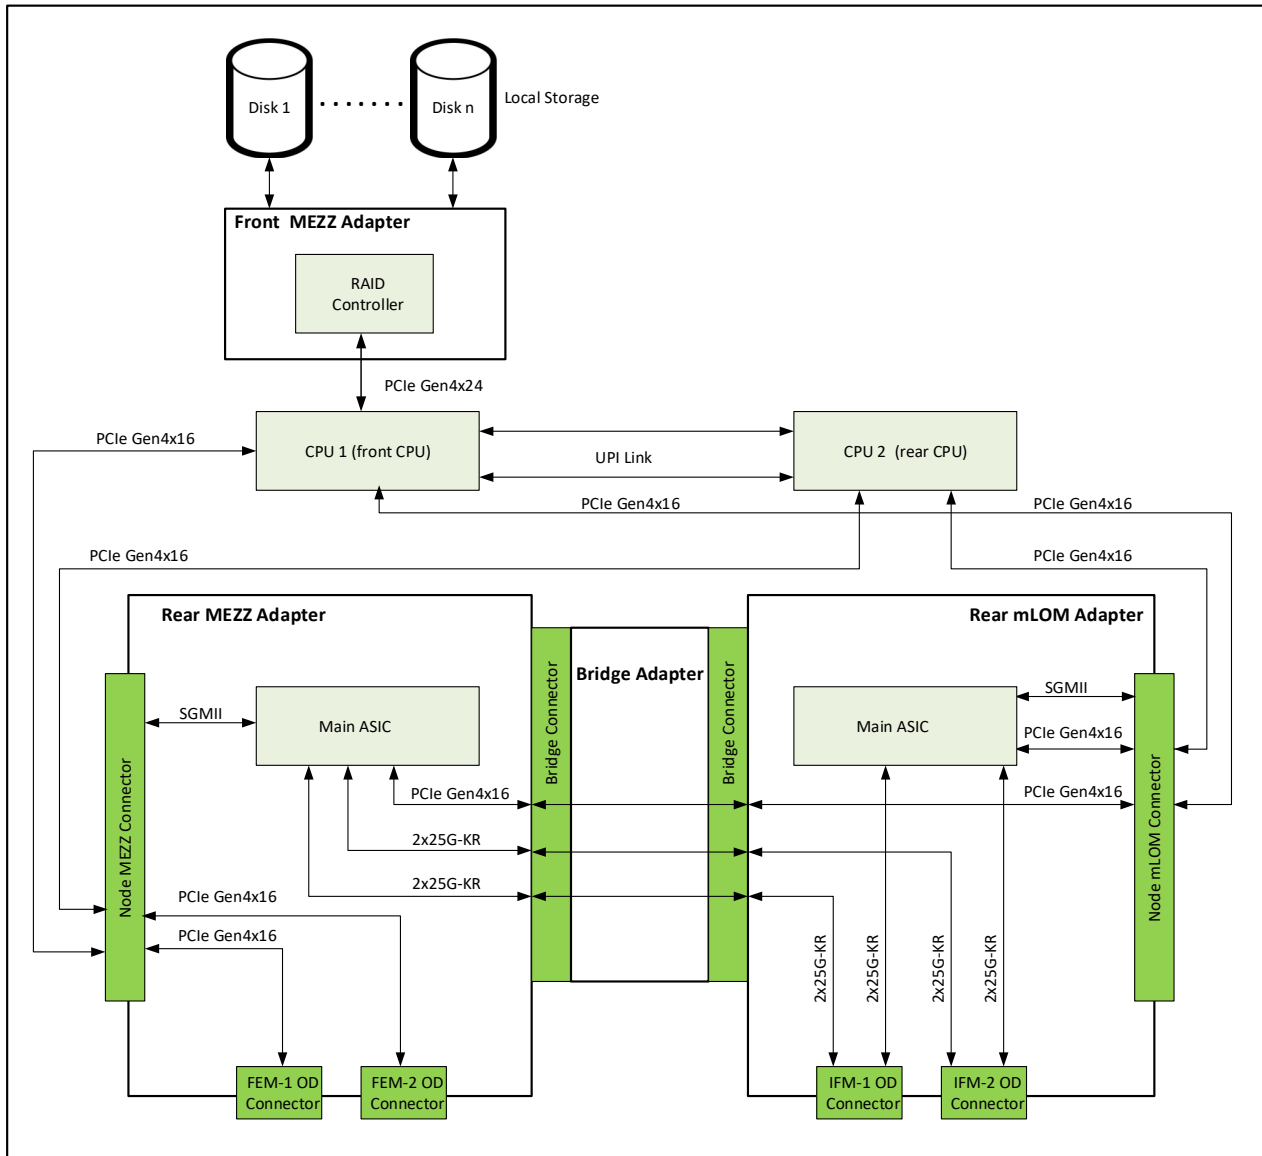 Disk 1
Disk n
Local Storage
Front  MEZZ Adapter
RAID
Controller
PCIe Gen4x24
PCIe Gen4x16
CPU 1 (front CPU)
UPI Link
CPU 2  (rear CPU)
PCIe Gen4x16
PCIe Gen4x16
PCIe Gen4x16
PCIe Gen4x16
Rear MEZZ Adapter
Rear mLOM Adapter
Bridge Connector
Bridge Adapter
Bridge Connector
SGMII
Main ASIC
Main ASIC
SGMII
PCIe Gen4x16
Node MEZZ Connector
PCIe Gen4x16
PCIe Gen4x16
Node mLOM Connector
2x25G-KR
2x25G-KR
PCIe Gen4x16
PCIe Gen4x16
2x25G-KR
2x25G-KR
2x25G-KR
2x25G-KR
FEM-1 OD
Connector
FEM-2 OD
Connector
IFM-1 OD
Connector
IFM-2 OD
Connector